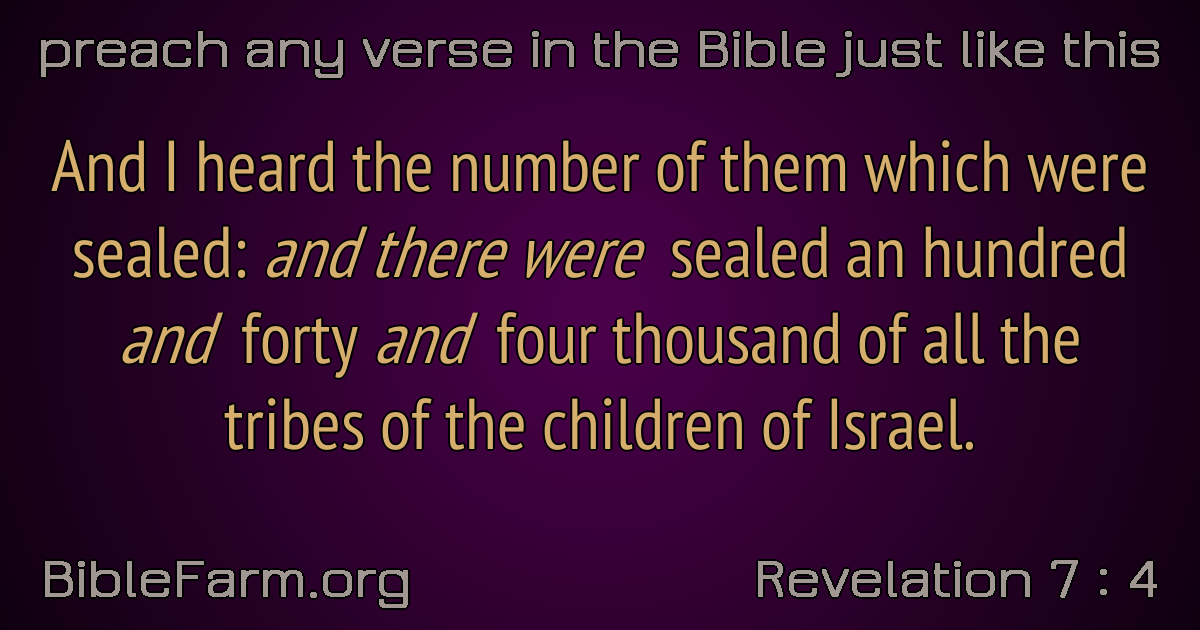 preach any verse in the Bible just like this
And I heard the number of them which were
sealed: and there were sealed an hundred
and forty and four thousand of all the
tribes of the children of Israel.
BibleFarm.org
Revelation 7 : 4